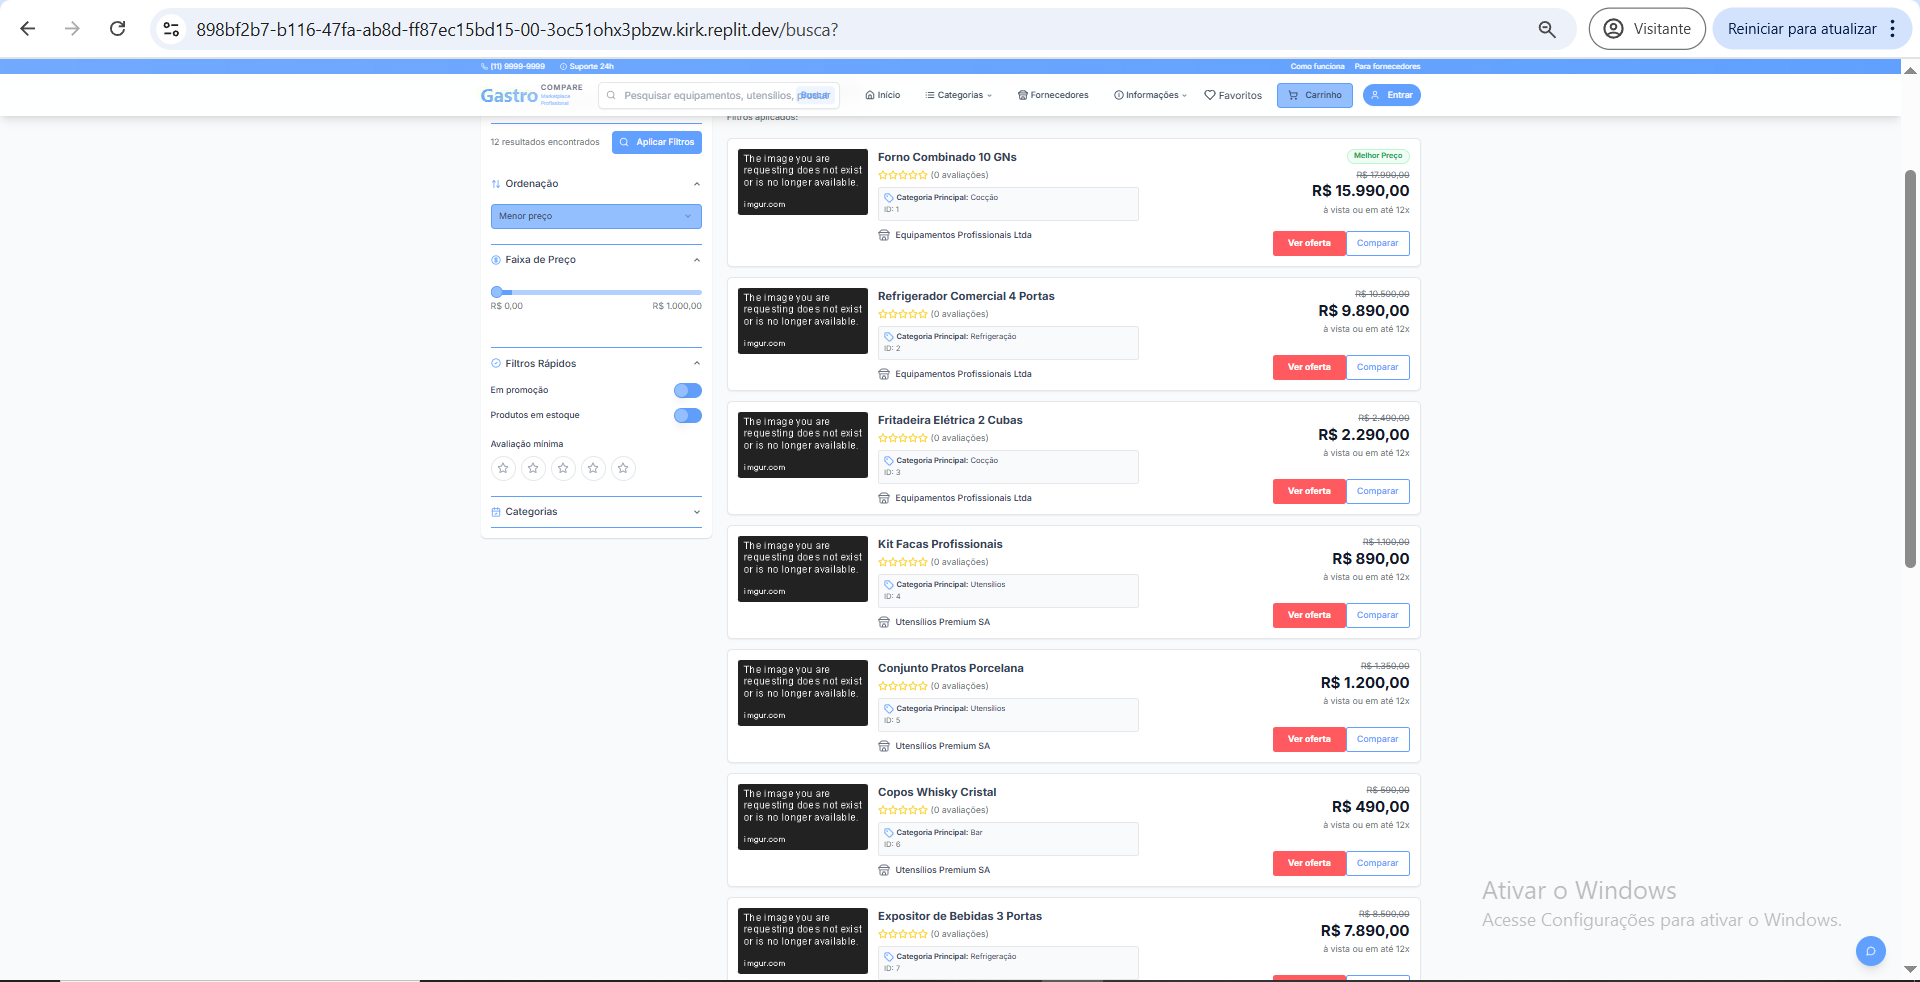 898bf2b7-b116-47fa-ab8d-ff87ec15bd15-00-3oc51ohx3pbzw.kirk.replit.dev/busca?
Visitante
Reiniciar para atualizar
(11) 9999-9999
Suporte 24h
Como funciona
Para fornecedores
Gastro
COMPARE
Marketplace
Profissional
Pesquisar equipamentos, utensílios,
Buscar
Início
Categorias
Fornecedores
Informações
Favoritos
Carrinho
Entrar
12 resultados encontrados
Aplicar Filtros
Ordenação
Menor preço
Faixa de Preço
R$ 0,00
R$ 1.000,00
Filtros Rápidos
Em promoção
Produtos em estoque
Avaliação mínima
Categorias
Filtros aplicados:
The image you are
requesting does not exist
or is no longer available.
imgur.com
Forno Combinado 10 GNs
(0 avaliações)
Categoria Principal: Cocção
ID: 1
Equipamentos Profissionais Ltda
Melhor Preço
R$ 17.990,00
R$ 15.990,00
à vista ou em até 12x
Ver oferta
Comparar
The image you are
requesting does not exist
or is no longer available.
imgur.com
Refrigerador Comercial 4 Portas
(0 avaliações)
Categoria Principal: Refrigeração
ID: 2
Equipamentos Profissionais Ltda
R$ 10.500,00
R$ 9.890,00
à vista ou em até 12x
Ver oferta
Comparar
The image you are
requesting does not exist
or is no longer available.
imgur.com
Fritadeira Elétrica 2 Cubas
(0 avaliações)
Categoria Principal: Cocção
ID: 3
Equipamentos Profissionais Ltda
R$ 2.490,00
R$ 2.290,00
à vista ou em até 12x
Ver oferta
Comparar
The image you are
requesting does not exist
or is no longer available.
imgur.com
Kit Facas Profissionais
(0 avaliações)
Categoria Principal: Utensílios
ID: 4
Utensílios Premium SA
R$ 1.100,00
R$ 890,00
à vista ou em até 12x
Ver oferta
Comparar
The image you are
requesting does not exist
or is no longer available.
imgur.com
Conjunto Pratos Porcelana
(0 avaliações)
Categoria Principal: Utensílios
ID: 5
Utensílios Premium SA
R$ 1.350,00
R$ 1.200,00
à vista ou em até 12x
Ver oferta
Comparar
The image you are
requesting does not exist
or is no longer available.
imgur.com
Copos Whisky Cristal
(0 avaliações)
Categoria Principal: Bar
ID: 6
Utensílios Premium SA
R$ 590,00
R$ 490,00
à vista ou em até 12x
Ver oferta
Comparar
The image you are
requesting does not exist
or is no longer available.
imgur.com
Expositor de Bebidas 3 Portas
(0 avaliações)
Categoria Principal: Refrigeração
ID: 7
R$ 8.500,00
R$ 7.890,00
à vista ou em até 12x
Ativar o Windows
Acesse Configurações para ativar o Windows.